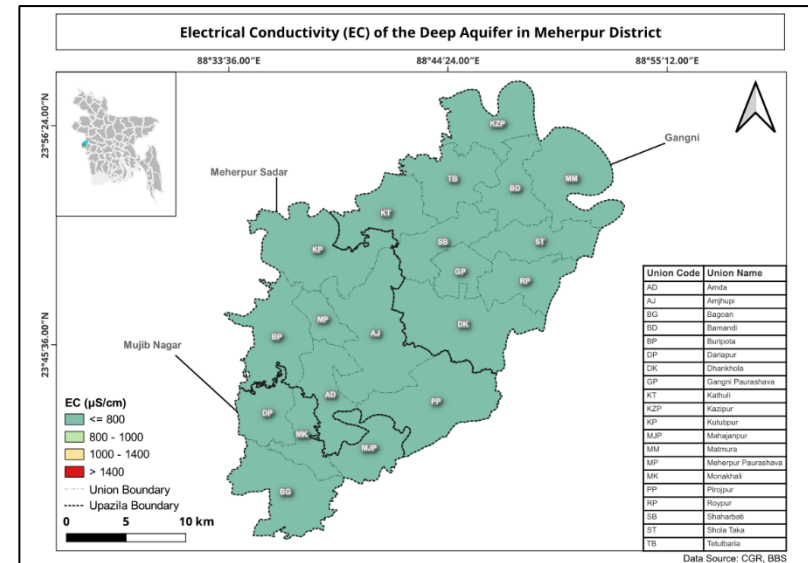 Electrical Conductivity (EC) of the Deep Aquifer in Meherpur District
88°33'36.00"E 88°44'24.00"E 88°55'12.00"E
23°56'24.00"N
23°45'36.00"N
Gangni
Meherpur Sadar
Mujib Nagar
KZP
TB
BD
MM
KT
SB
ST
KP
GP
RP
MP
DK
BP
AJ
AD
PP
DP
MK
MJP
BG
EC (µS/cm)
<= 800
800 - 1000
1000 - 1400
> 1400
Union Boundary
Upazila Boundary
0 5 10 km
Union Code Union Name
AD Amda
AJ Amjhupi
BG Bagoan
BD Bamandi
BP Buripota
DP Dariapur
DK Dhankhola
GP Gangni Paurashava
KT Kathuli
KZP Kazipur
KP Kutubpur
MJP Mahajanpur
MM Matmura
MP Meherpur Paurashava
MK Monakhali
PP Pirojpur
RP Roypur
SB Shaharbati
ST Shola Taka
TB Tetulbaria
Data Source: CGR, BBS